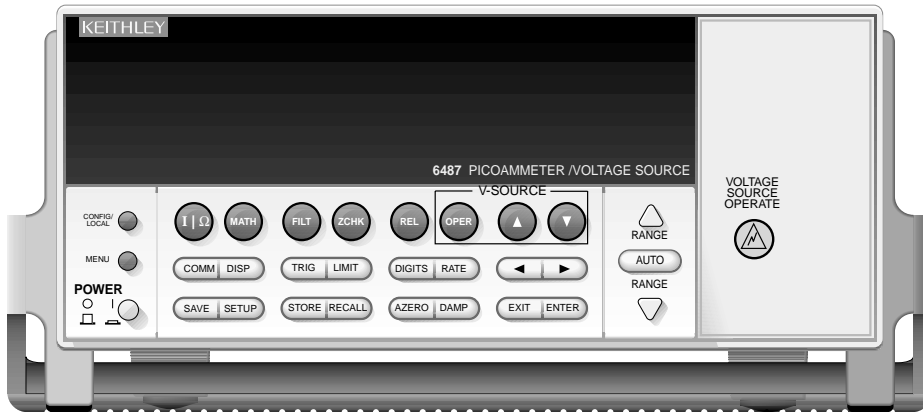 KEITHLEY
6487 PICOAMMETER /VOLTAGE SOURCE
VOLTAGE
SOURCE
OPERATE
V-SOURCE
CONFIG/
LOCAL
I | Ω MATH FILT ZCHK REL OPER
RANGE
MENU
COMM DISP TRIG LIMIT DIGITS RATE
AUTO
RANGE
POWER
SAVE SETUP STORE RECALL AZERO DAMP EXIT ENTER